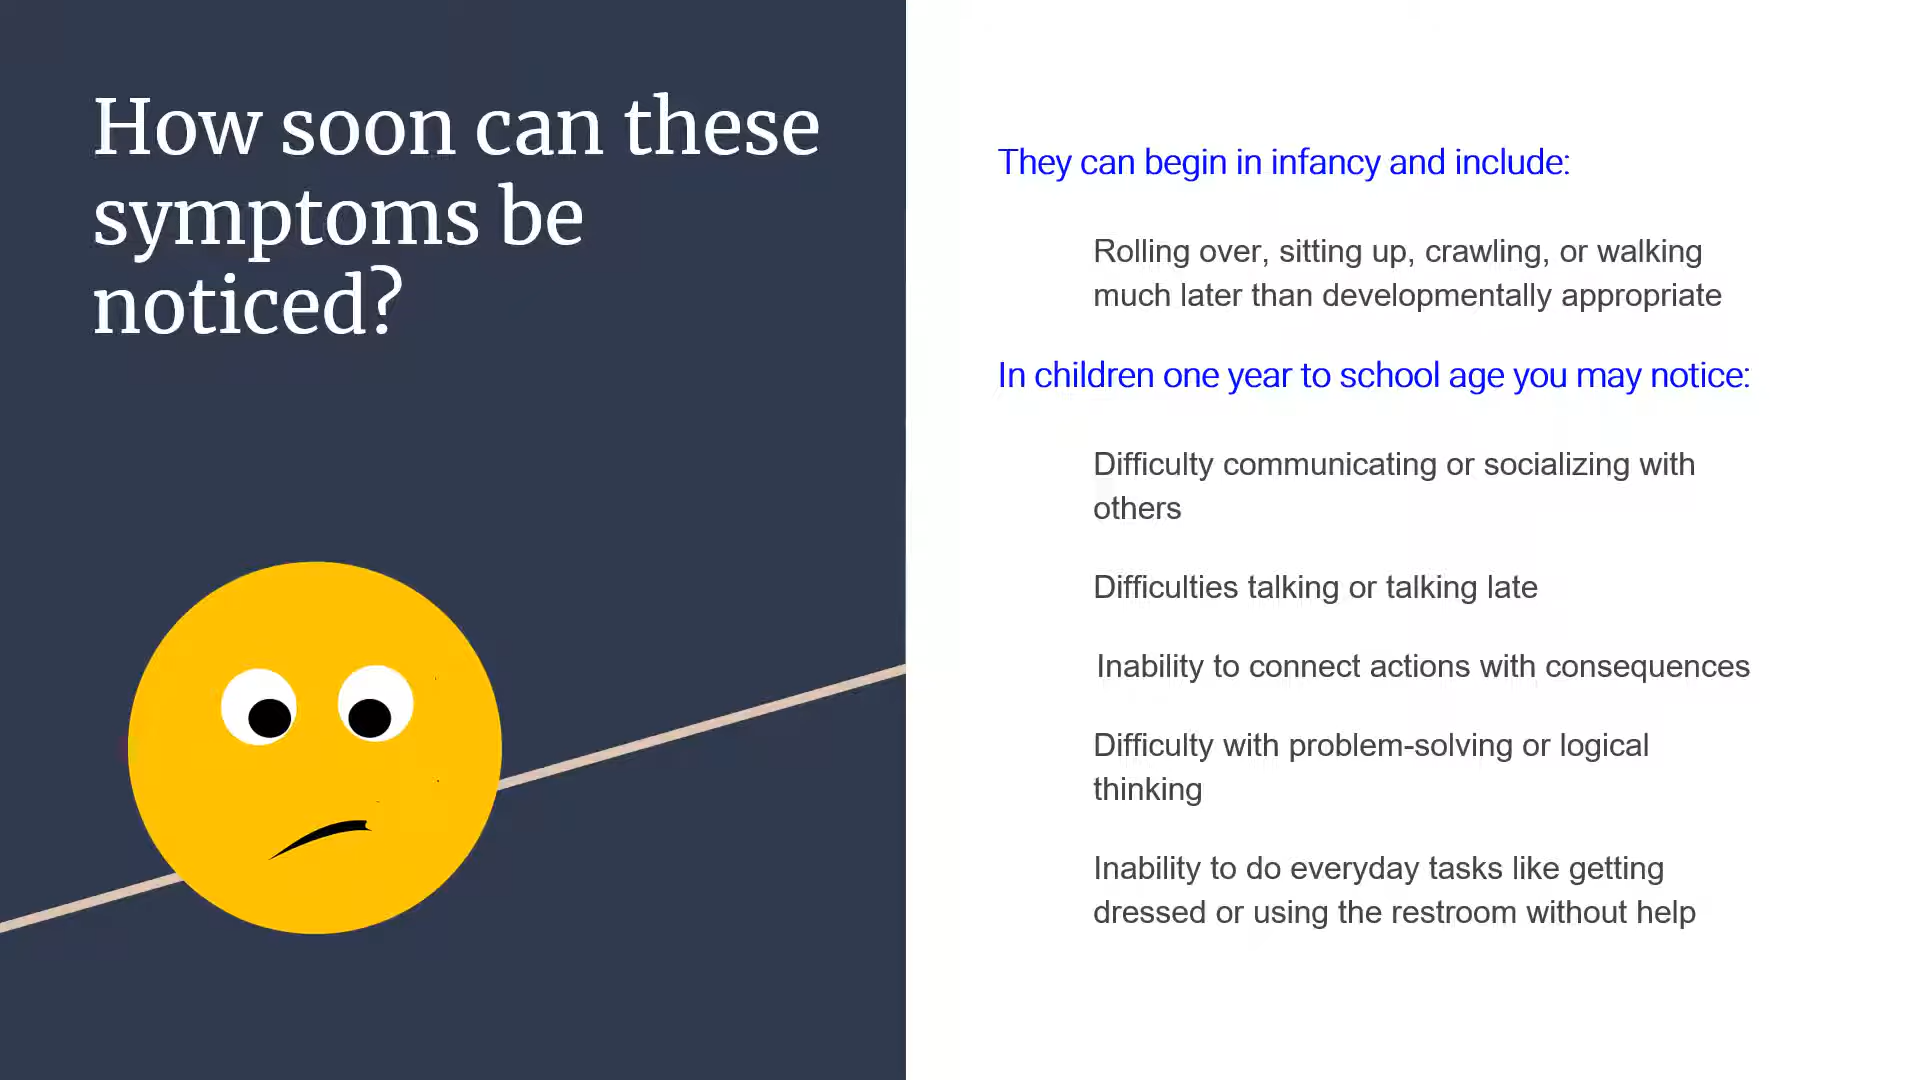 How soon can these
symptoms be
noticed?
They can begin in infancy and include:
Rolling over, sitting up, crawling, or walking
much later than developmentally appropriate
In children one year to school age you may notice:
Difficulty communicating or socializing with
others
Difficulties talking or talking late
Inability to connect actions with consequences
Difficulty with problem-solving or logical
thinking
Inability to do everyday tasks like getting
dressed or using the restroom without help